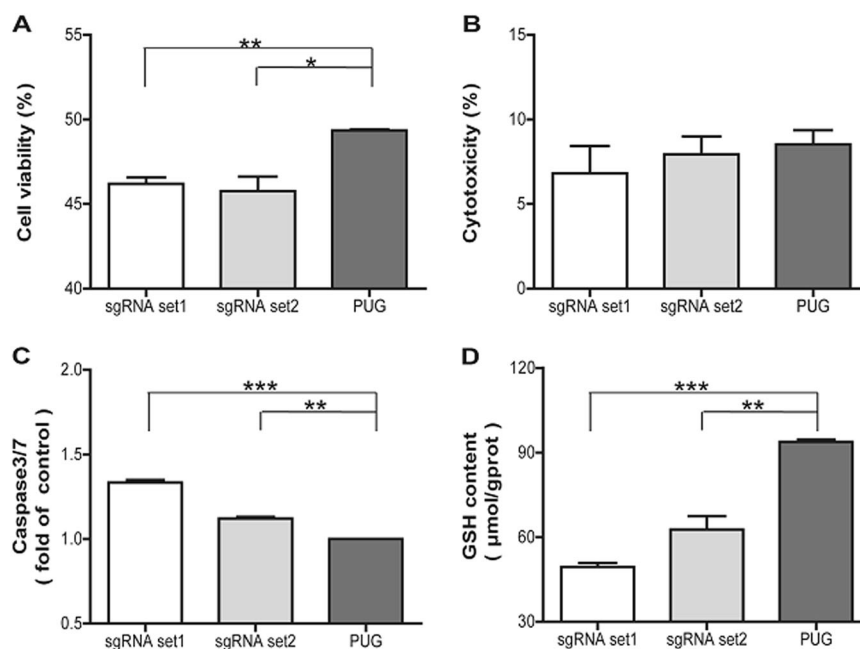 A
Cell viability (%)
55
50
45
40
**
*
sgRNA set1
sgRNA set2
PUG
B
Cytotoxicity (%)
15
10
5
0
sgRNA set1
sgRNA set2
PUG
C
Caspase3/7
( fold of control )
2.0
1.5
1.0
0.5
***
**
sgRNA set1
sgRNA set2
PUG
D
GSH content
( μmol/gprot )
120
90
60
30
***
**
sgRNA set1
sgRNA set2
PUG